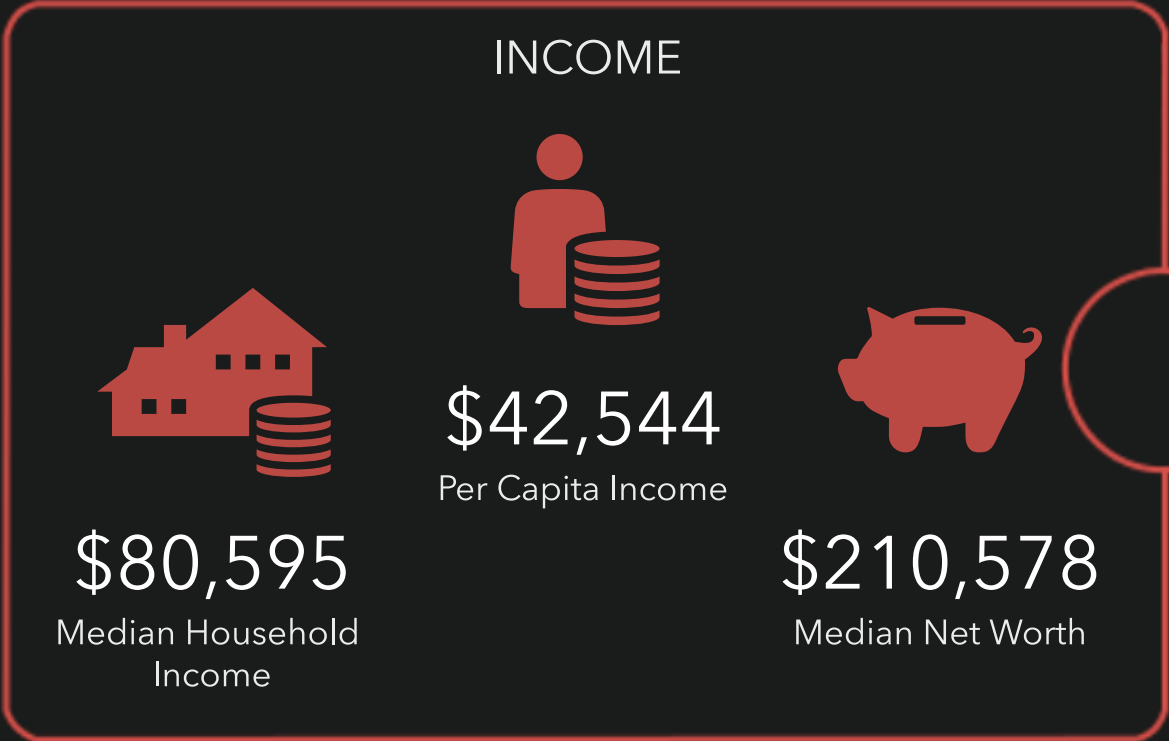 INCOME
$42,544
Per Capita Income
$80,595
Median Household
Income
$210,578
Median Net Worth